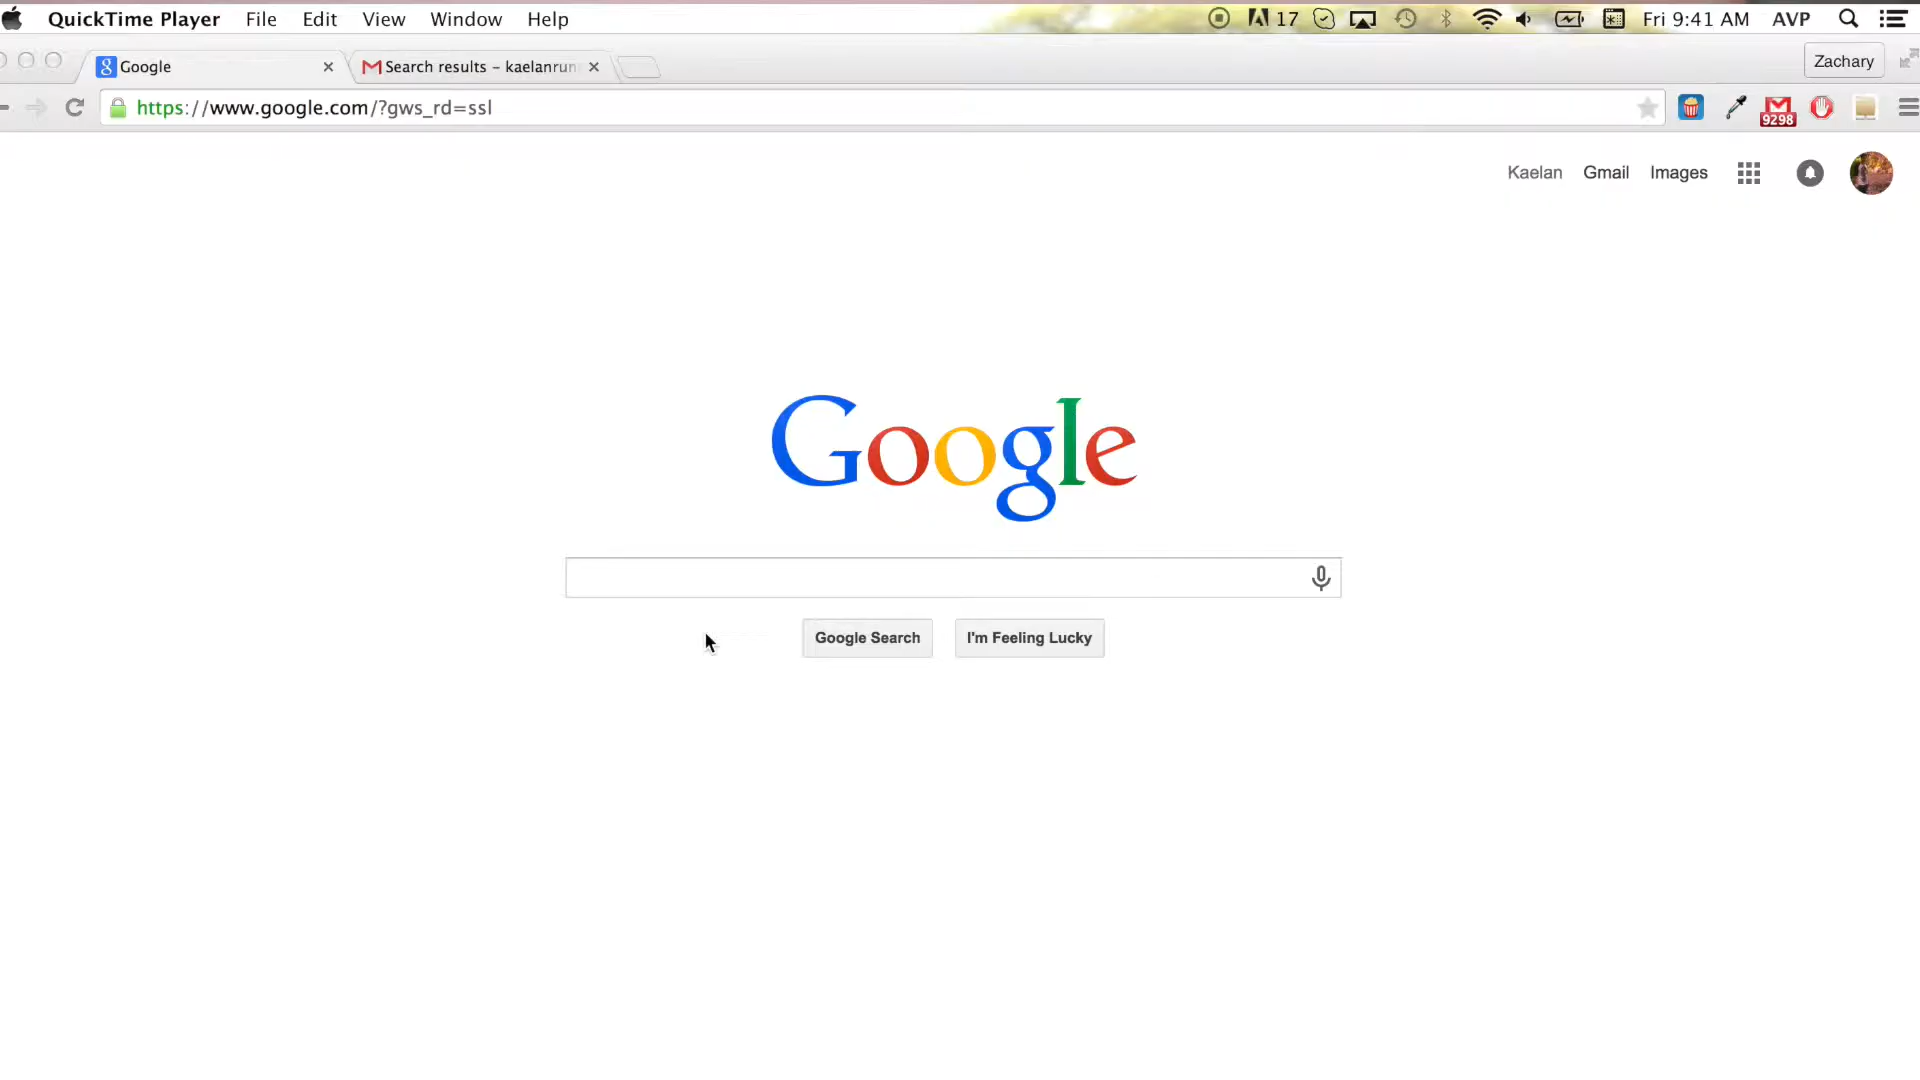 QuickTime Player File Edit View Window Help 17 Fri 9:41 AM AVP
Google Search results – kaelanrun Zachary
https://www.google.com/?gws_rd=ssl 9298
Kaelan Gmail Images
Google
Google Search I'm Feeling Lucky